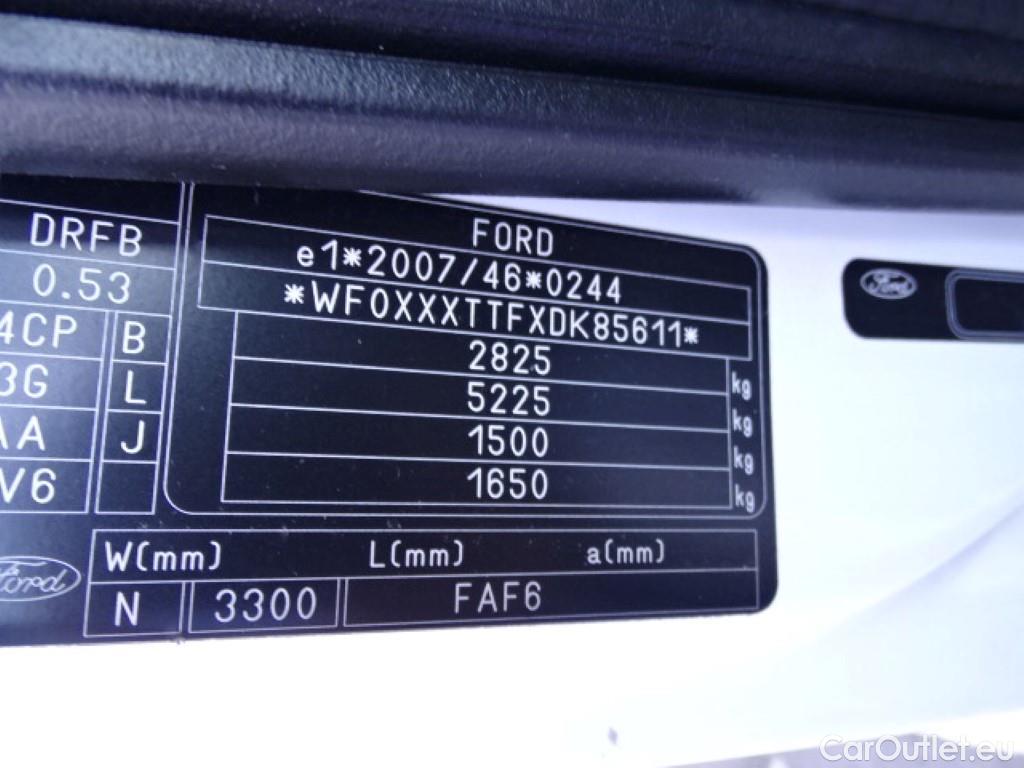 DRFB
0.53
4CP B
3G L
AA J
V6
FORD
e1*2007/46*0244
*WF0XXXTTFXDK85611*
2825 kg
5225 kg
1500 kg
1650 kg
Ford
W(mm) L(mm) a(mm)
N 3300 FAF6
Ford
CarOutlet.eu